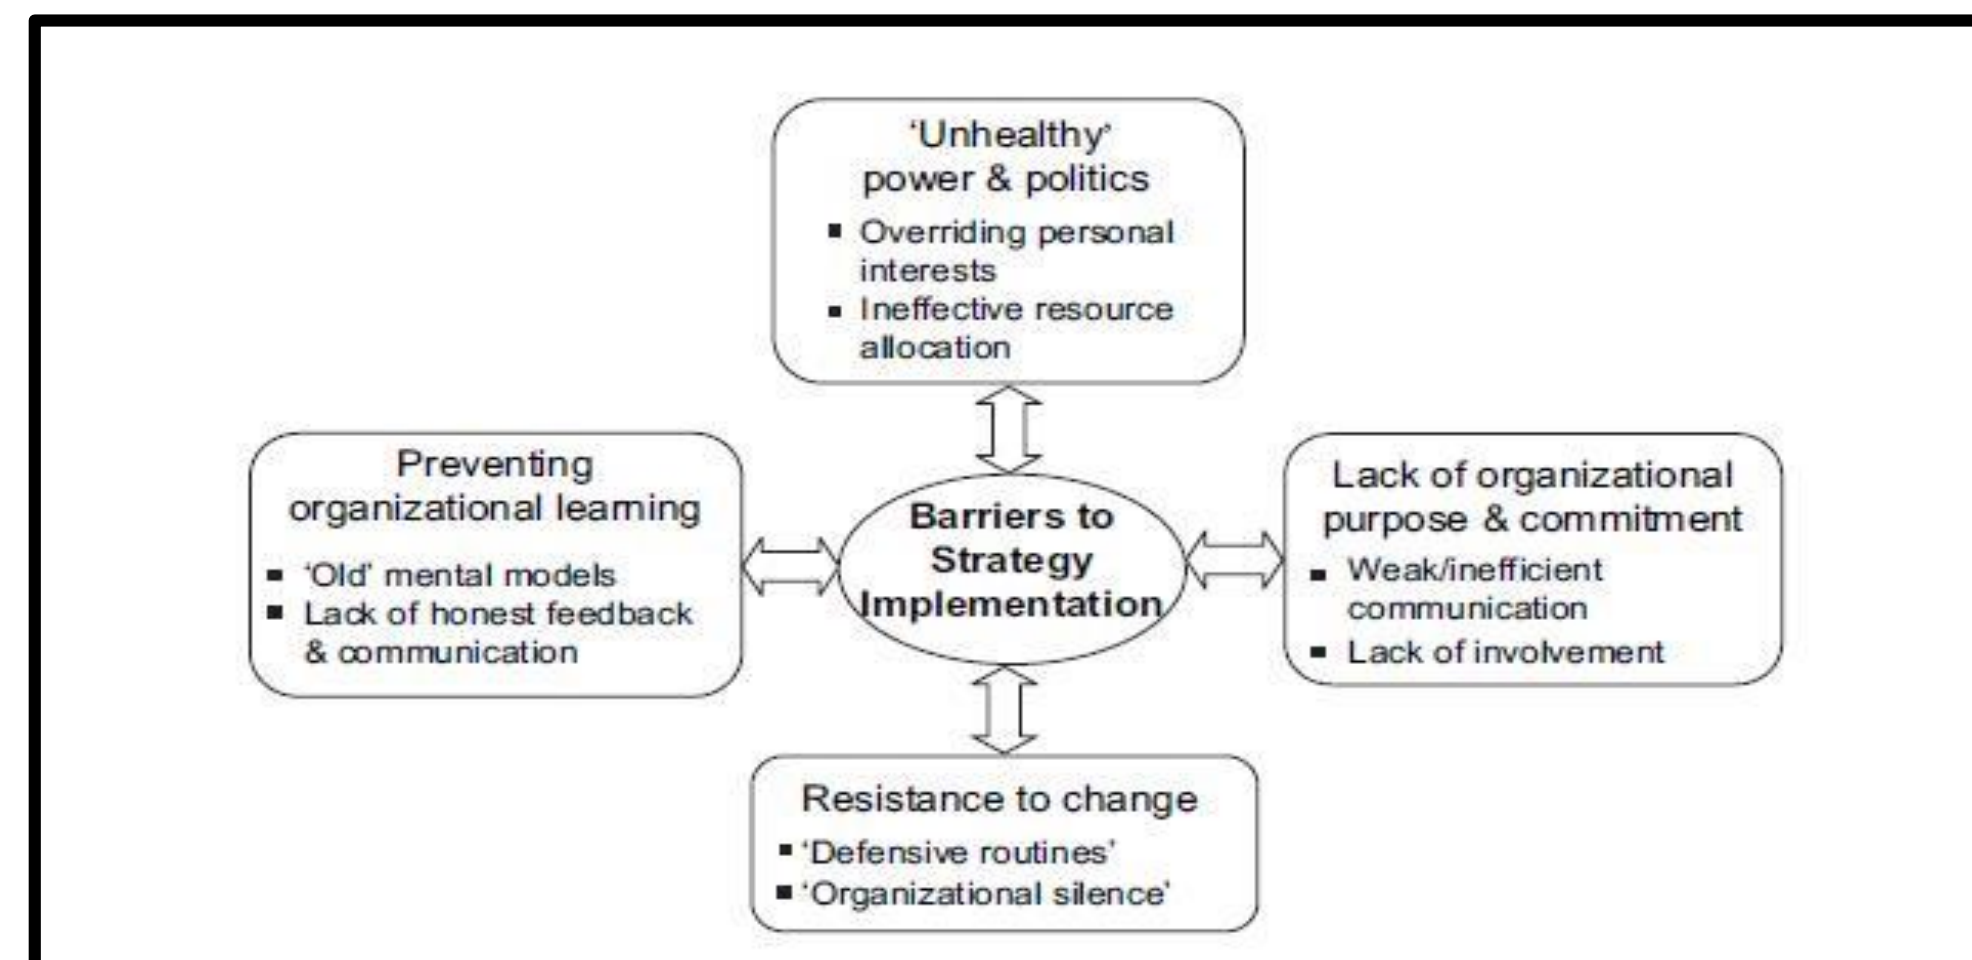 ‘Unhealthy’
power & politics
▪ Overriding personal
interests
▪ Ineffective resource
allocation
Preventing
organizational learning
▪ ‘Old’ mental models
▪ Lack of honest feedback
& communication
Barriers to
Strategy
Implementation
Lack of organizational
purpose & commitment
▪ Weak/inefficient
communication
▪ Lack of involvement
Resistance to change
▪ ‘Defensive routines’
▪ ‘Organizational silence’